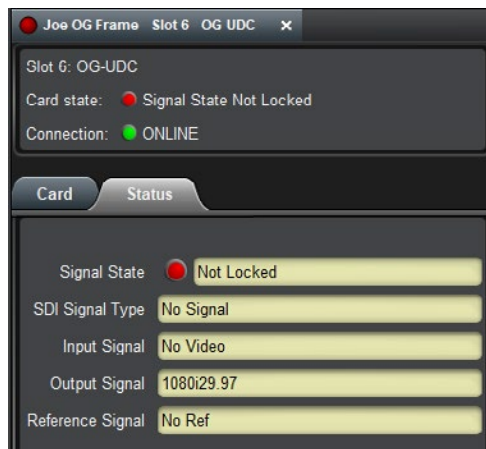 Joe OG Frame Slot 6 OG UDC x
Slot 6: OG-UDC
Card state: Signal State Not Locked
Connection: ONLINE
Card Status
Signal State Not Locked
SDI Signal Type No Signal
Input Signal No Video
Output Signal 1080i29.97
Reference Signal No Ref